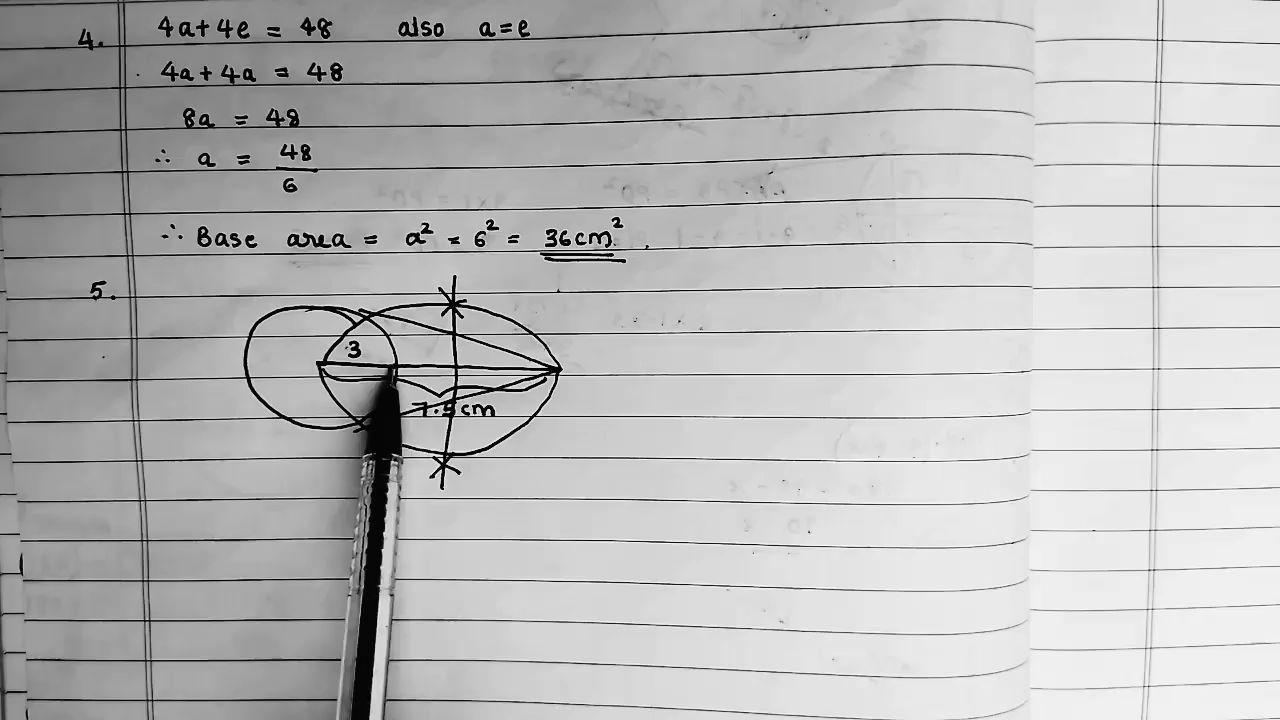 4. 4a+4e = 48 also a=e
4a+4a = 48
8a = 48
∴ a = 48/6
∴ Base area = a² = 6² = 36cm².
5.
3
7.5cm